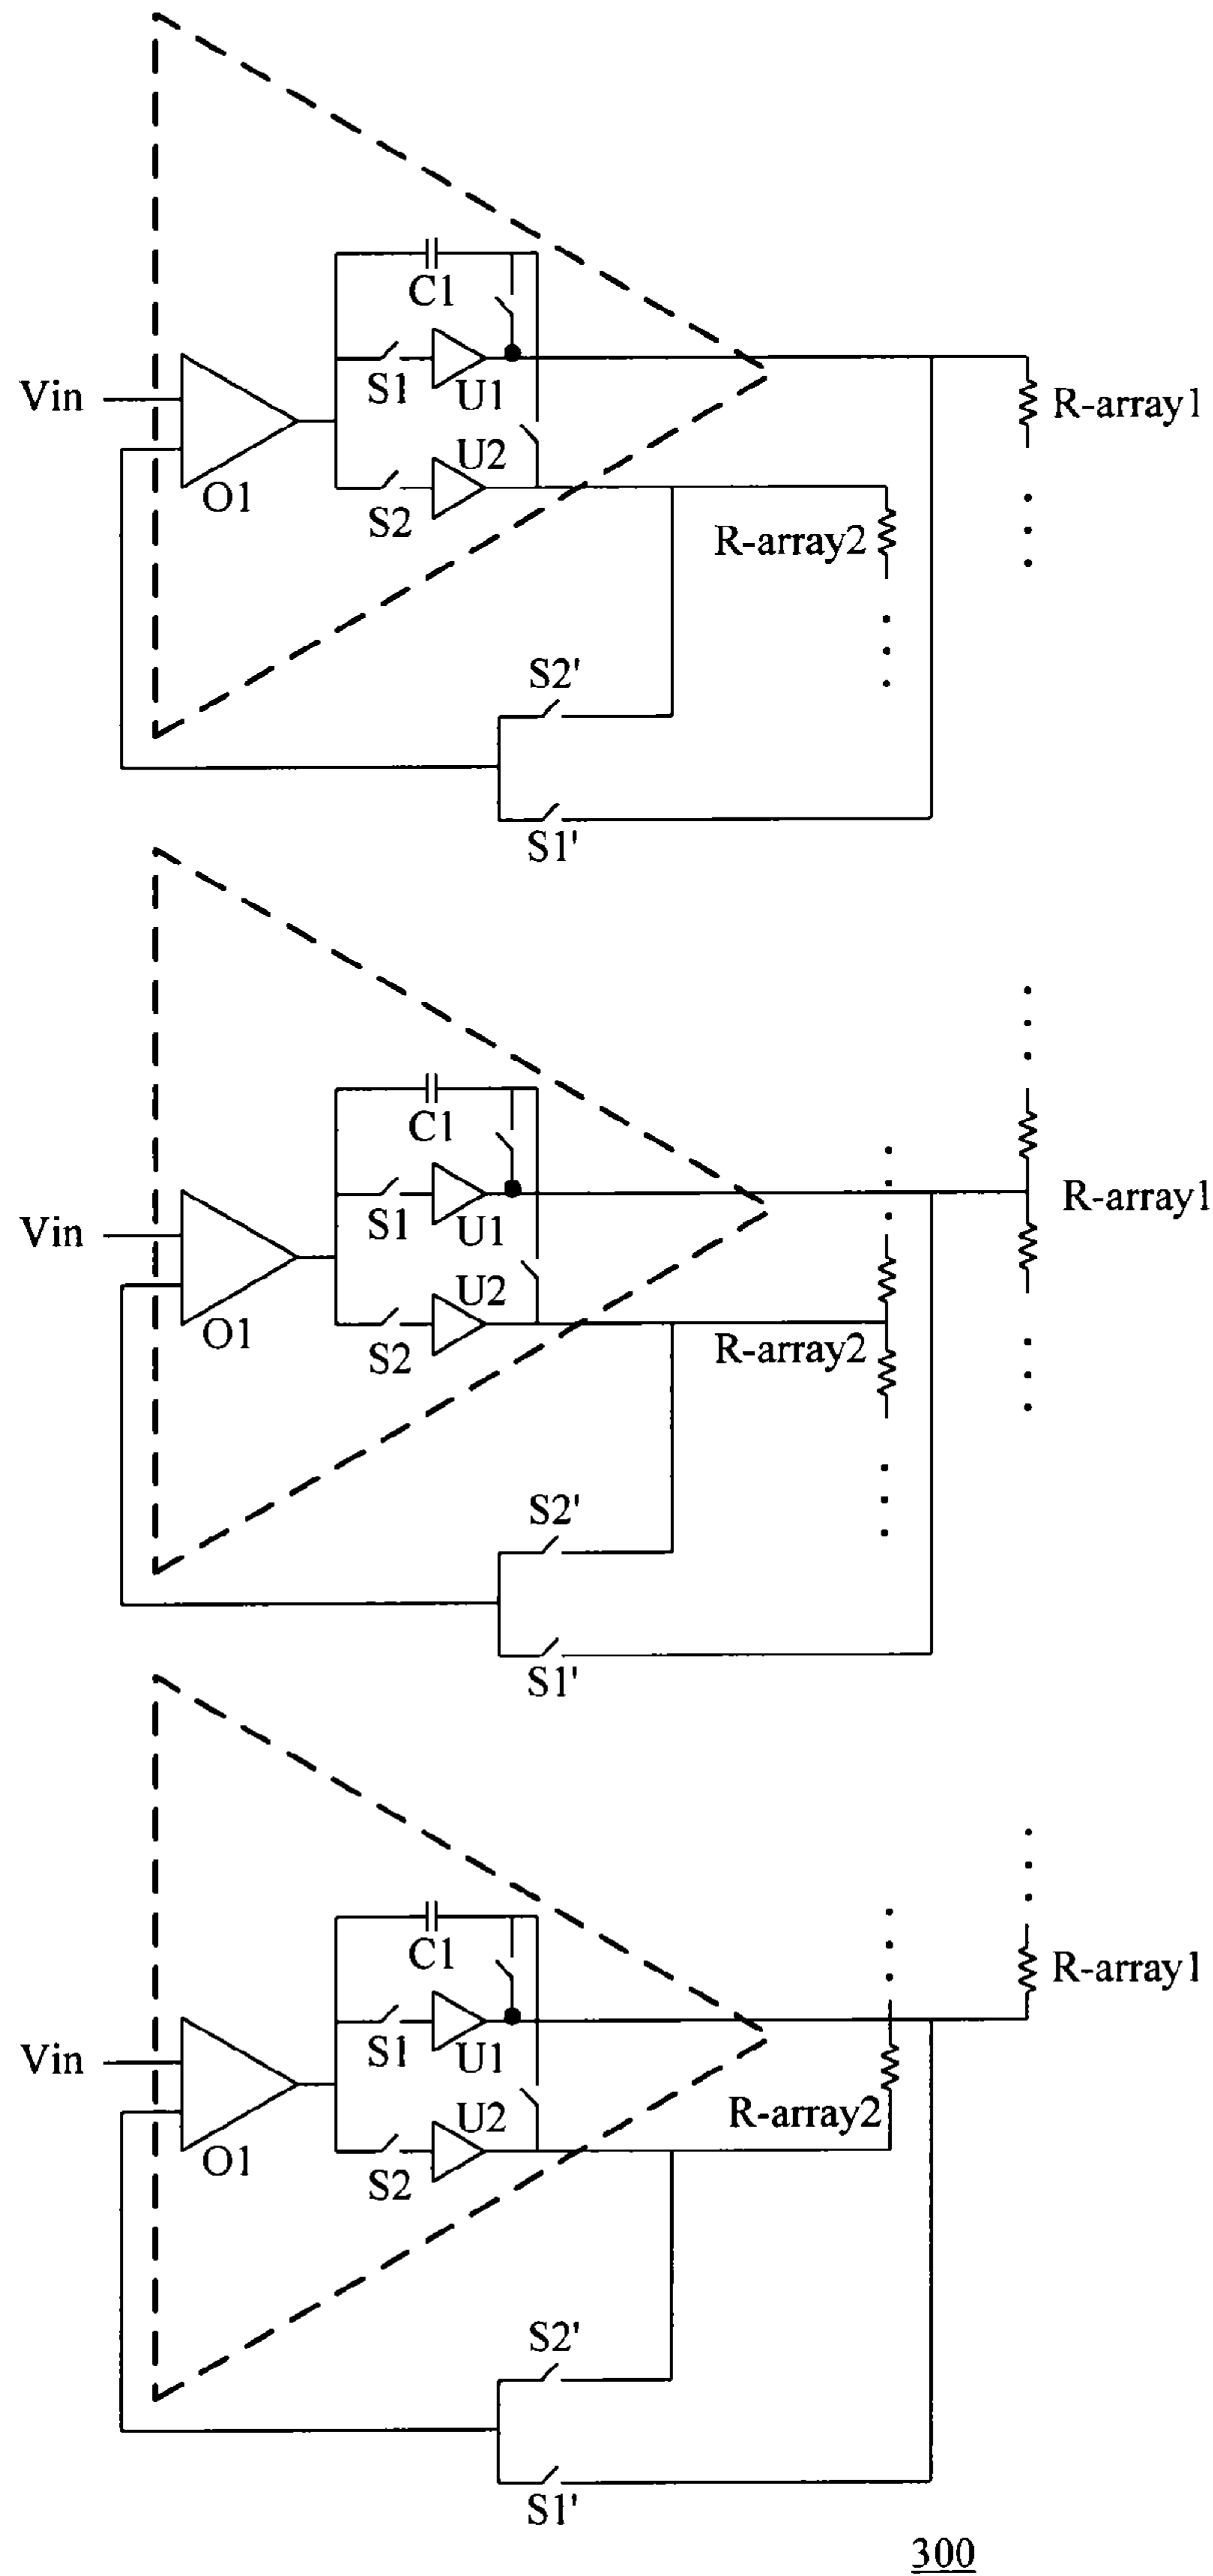 C1
S1
U1
Vin
R-array1
O1
U2
S2
R-array2
S2'
S1'
C1
S1
U1
Vin
R-array1
O1
U2
S2
R-array2
S2'
S1'
C1
R-array1
S1
U1
Vin
R-array2
O1
U2
S2
S2'
S1'
300